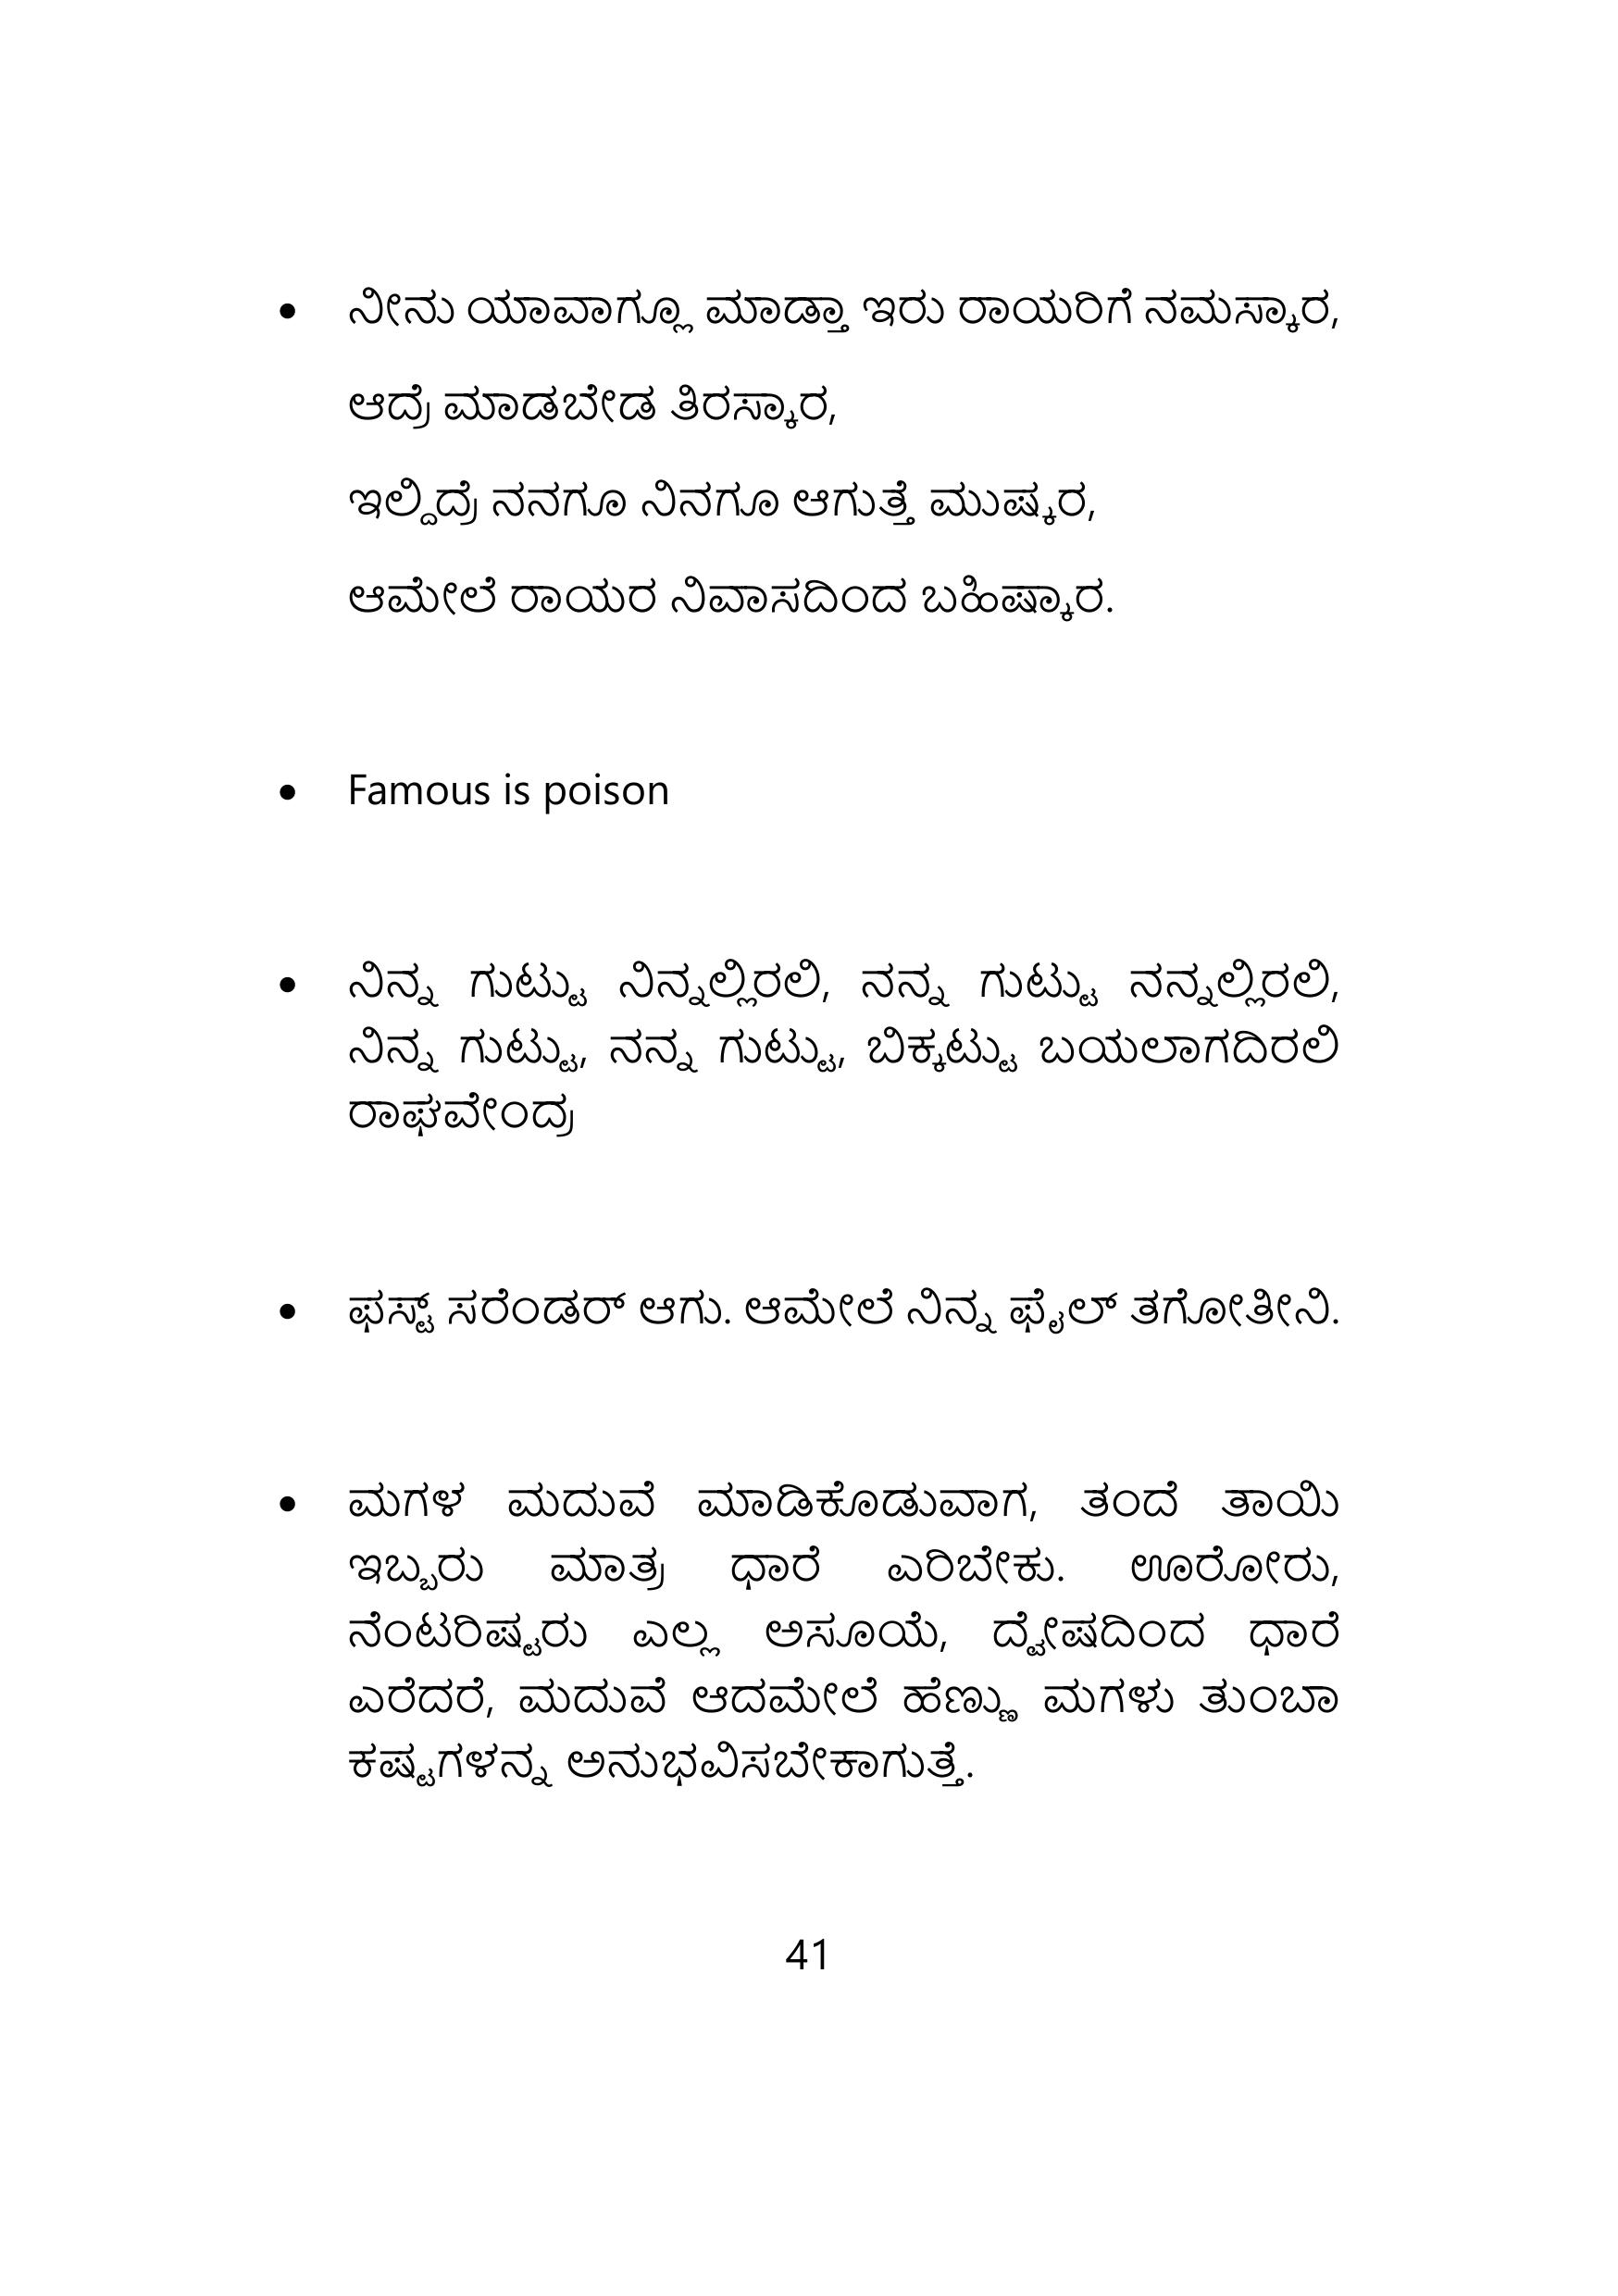 • ನೀನು ಯಾವಾಗ್ಲೂ ಮಾಡ್ತಾ ಇರು ರಾಯರಿಗೆ ನಮಸ್ಕಾರ,
ಆದ್ರೆ ಮಾಡಬೇಡ ತಿರಸ್ಕಾರ,
ಇಲ್ದಿದ್ರೆ ನನಗೂ ನಿನಗೂ ಆಗುತ್ತೆ ಮುಷ್ಕರ,
ಆಮೇಲೆ ರಾಯರ ನಿವಾಸದಿಂದ ಬಹಿಷ್ಕಾರ.
• Famous is poison
• ನಿನ್ನ ಗುಟ್ಟು ನಿನ್ನಲ್ಲಿರಲಿ, ನನ್ನ ಗುಟ್ಟು ನನ್ನಲ್ಲಿರಲಿ,
ನಿನ್ನ ಗುಟ್ಟು, ನನ್ನ ಗುಟ್ಟು, ಬಿಕ್ಕಟ್ಟು ಬಯಲಾಗದಿರಲಿ
ರಾಘವೇಂದ್ರ
• ಫಸ್ಟ್ ಸರೆಂಡರ್ ಆಗು. ಆಮೇಲೆ ನಿನ್ನ ಫೈಲ್ ತಗೋತೀನಿ.
• ಮಗಳ ಮದುವೆ ಮಾಡಿಕೊಡುವಾಗ, ತಂದೆ ತಾಯಿ
ಇಬ್ಬರು ಮಾತ್ರ ಧಾರೆ ಎರಿಬೇಕು. ಊರೋರು,
ನೆಂಟರಿಷ್ಟರು ಎಲ್ಲ ಅಸೂಯೆ, ದ್ವೇಷದಿಂದ ಧಾರೆ
ಎರೆದರೆ, ಮದುವೆ ಆದಮೇಲೆ ಹೆಣ್ಣು ಮಗಳು ತುಂಬಾ
ಕಷ್ಟಗಳನ್ನ ಅನುಭವಿಸಬೇಕಾಗುತ್ತೆ.
41